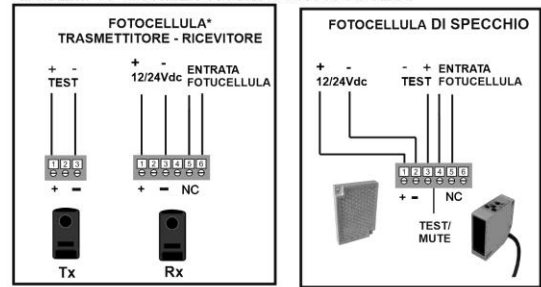 FOTOCELLULA*
TRASMETTITORE - RICEVITORE
+ -
TEST
+ -
12/24Vdc
ENTRATA
FOTUCELLULA
1 2 3
+ -
Tx
1 2 3 4 5 6
+ - NC
Rx
FOTOCELLULA DI SPECCHIO
+ -
12/24Vdc
- +
TEST
ENTRATA
FOTUCELLULA
1 2 3 4 5 6
+ - NC
TEST/
MUTE